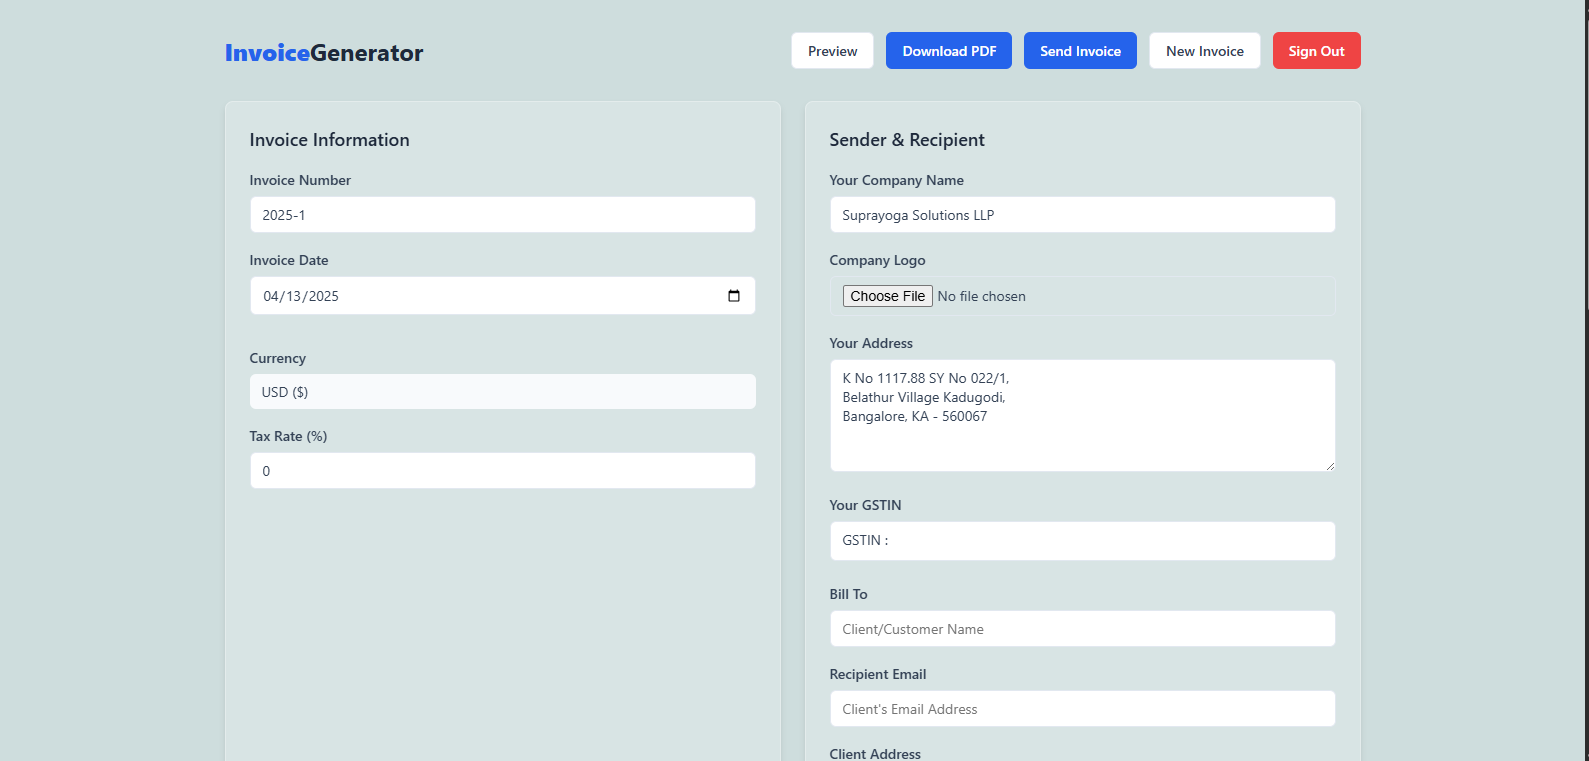 InvoiceGenerator
Preview
Download PDF
Send Invoice
New Invoice
Sign Out
Invoice Information
Invoice Number
2025-1
Invoice Date
04/13/2025
Currency
USD ($)
Tax Rate (%)
0
Sender & Recipient
Your Company Name
Suprayoga Solutions LLP
Company Logo
Choose File No file chosen
Your Address
K No 1117.88 SY No 022/1,
Belathur Village Kadugodi,
Bangalore, KA - 560067
Your GSTIN
GSTIN :
Bill To
Client/Customer Name
Recipient Email
Client's Email Address
Client Address